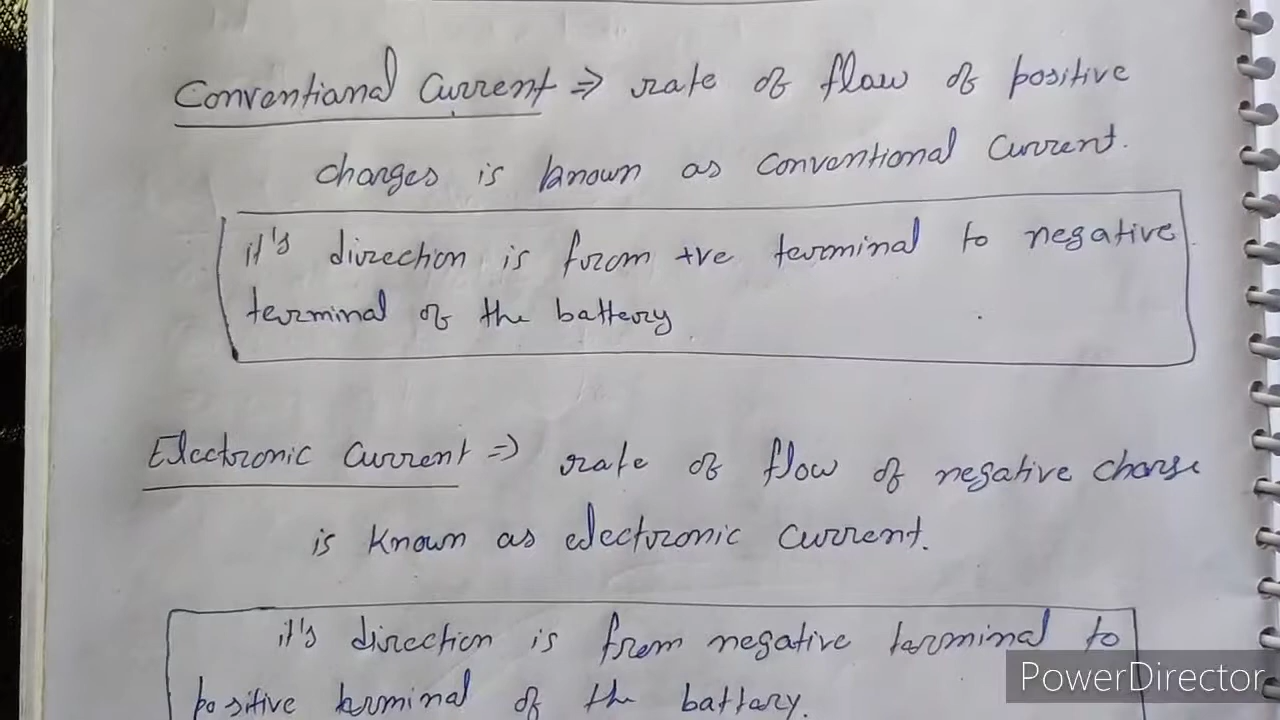 Conventional Current ⇒ rate of flow of positive
charges is known as conventional current.
it's direction is from +ve terminal to negative
terminal of the battery
Electronic Current ⇒ rate of flow of negative charge
is known as electronic current.
it's direction is from negative terminal to
positive terminal of the battary.
PowerDirector